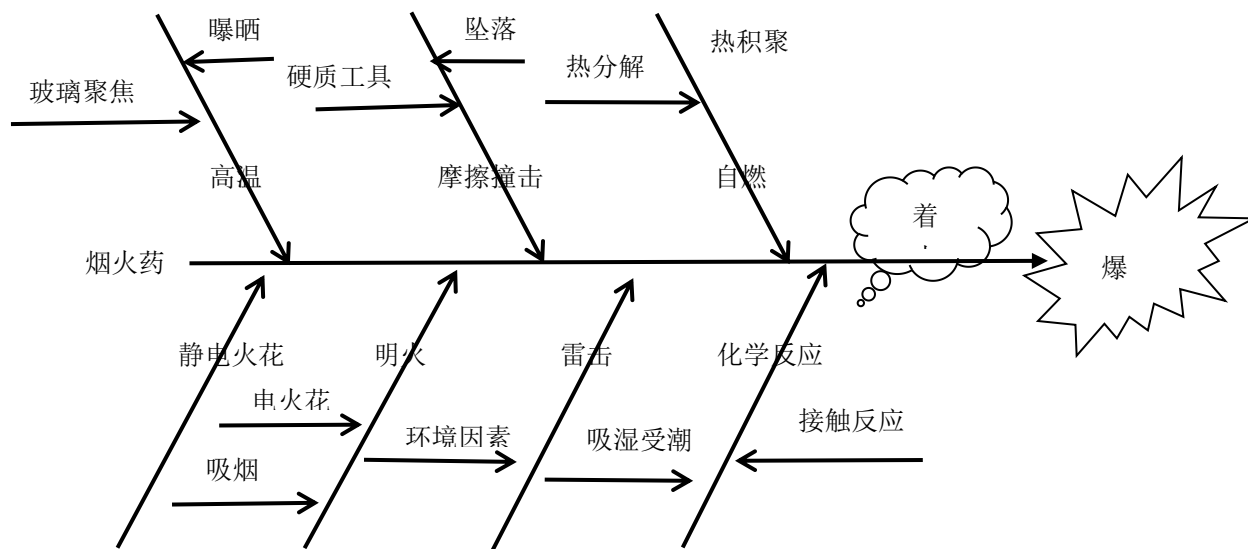 曝晒
坠落
热积聚
玻璃聚焦
硬质工具
热分解
高温
摩擦撞击
自燃
着
烟火药
爆
静电火花
明火
雷击
化学反应
电火花
环境因素
吸湿受潮
接触反应
吸烟